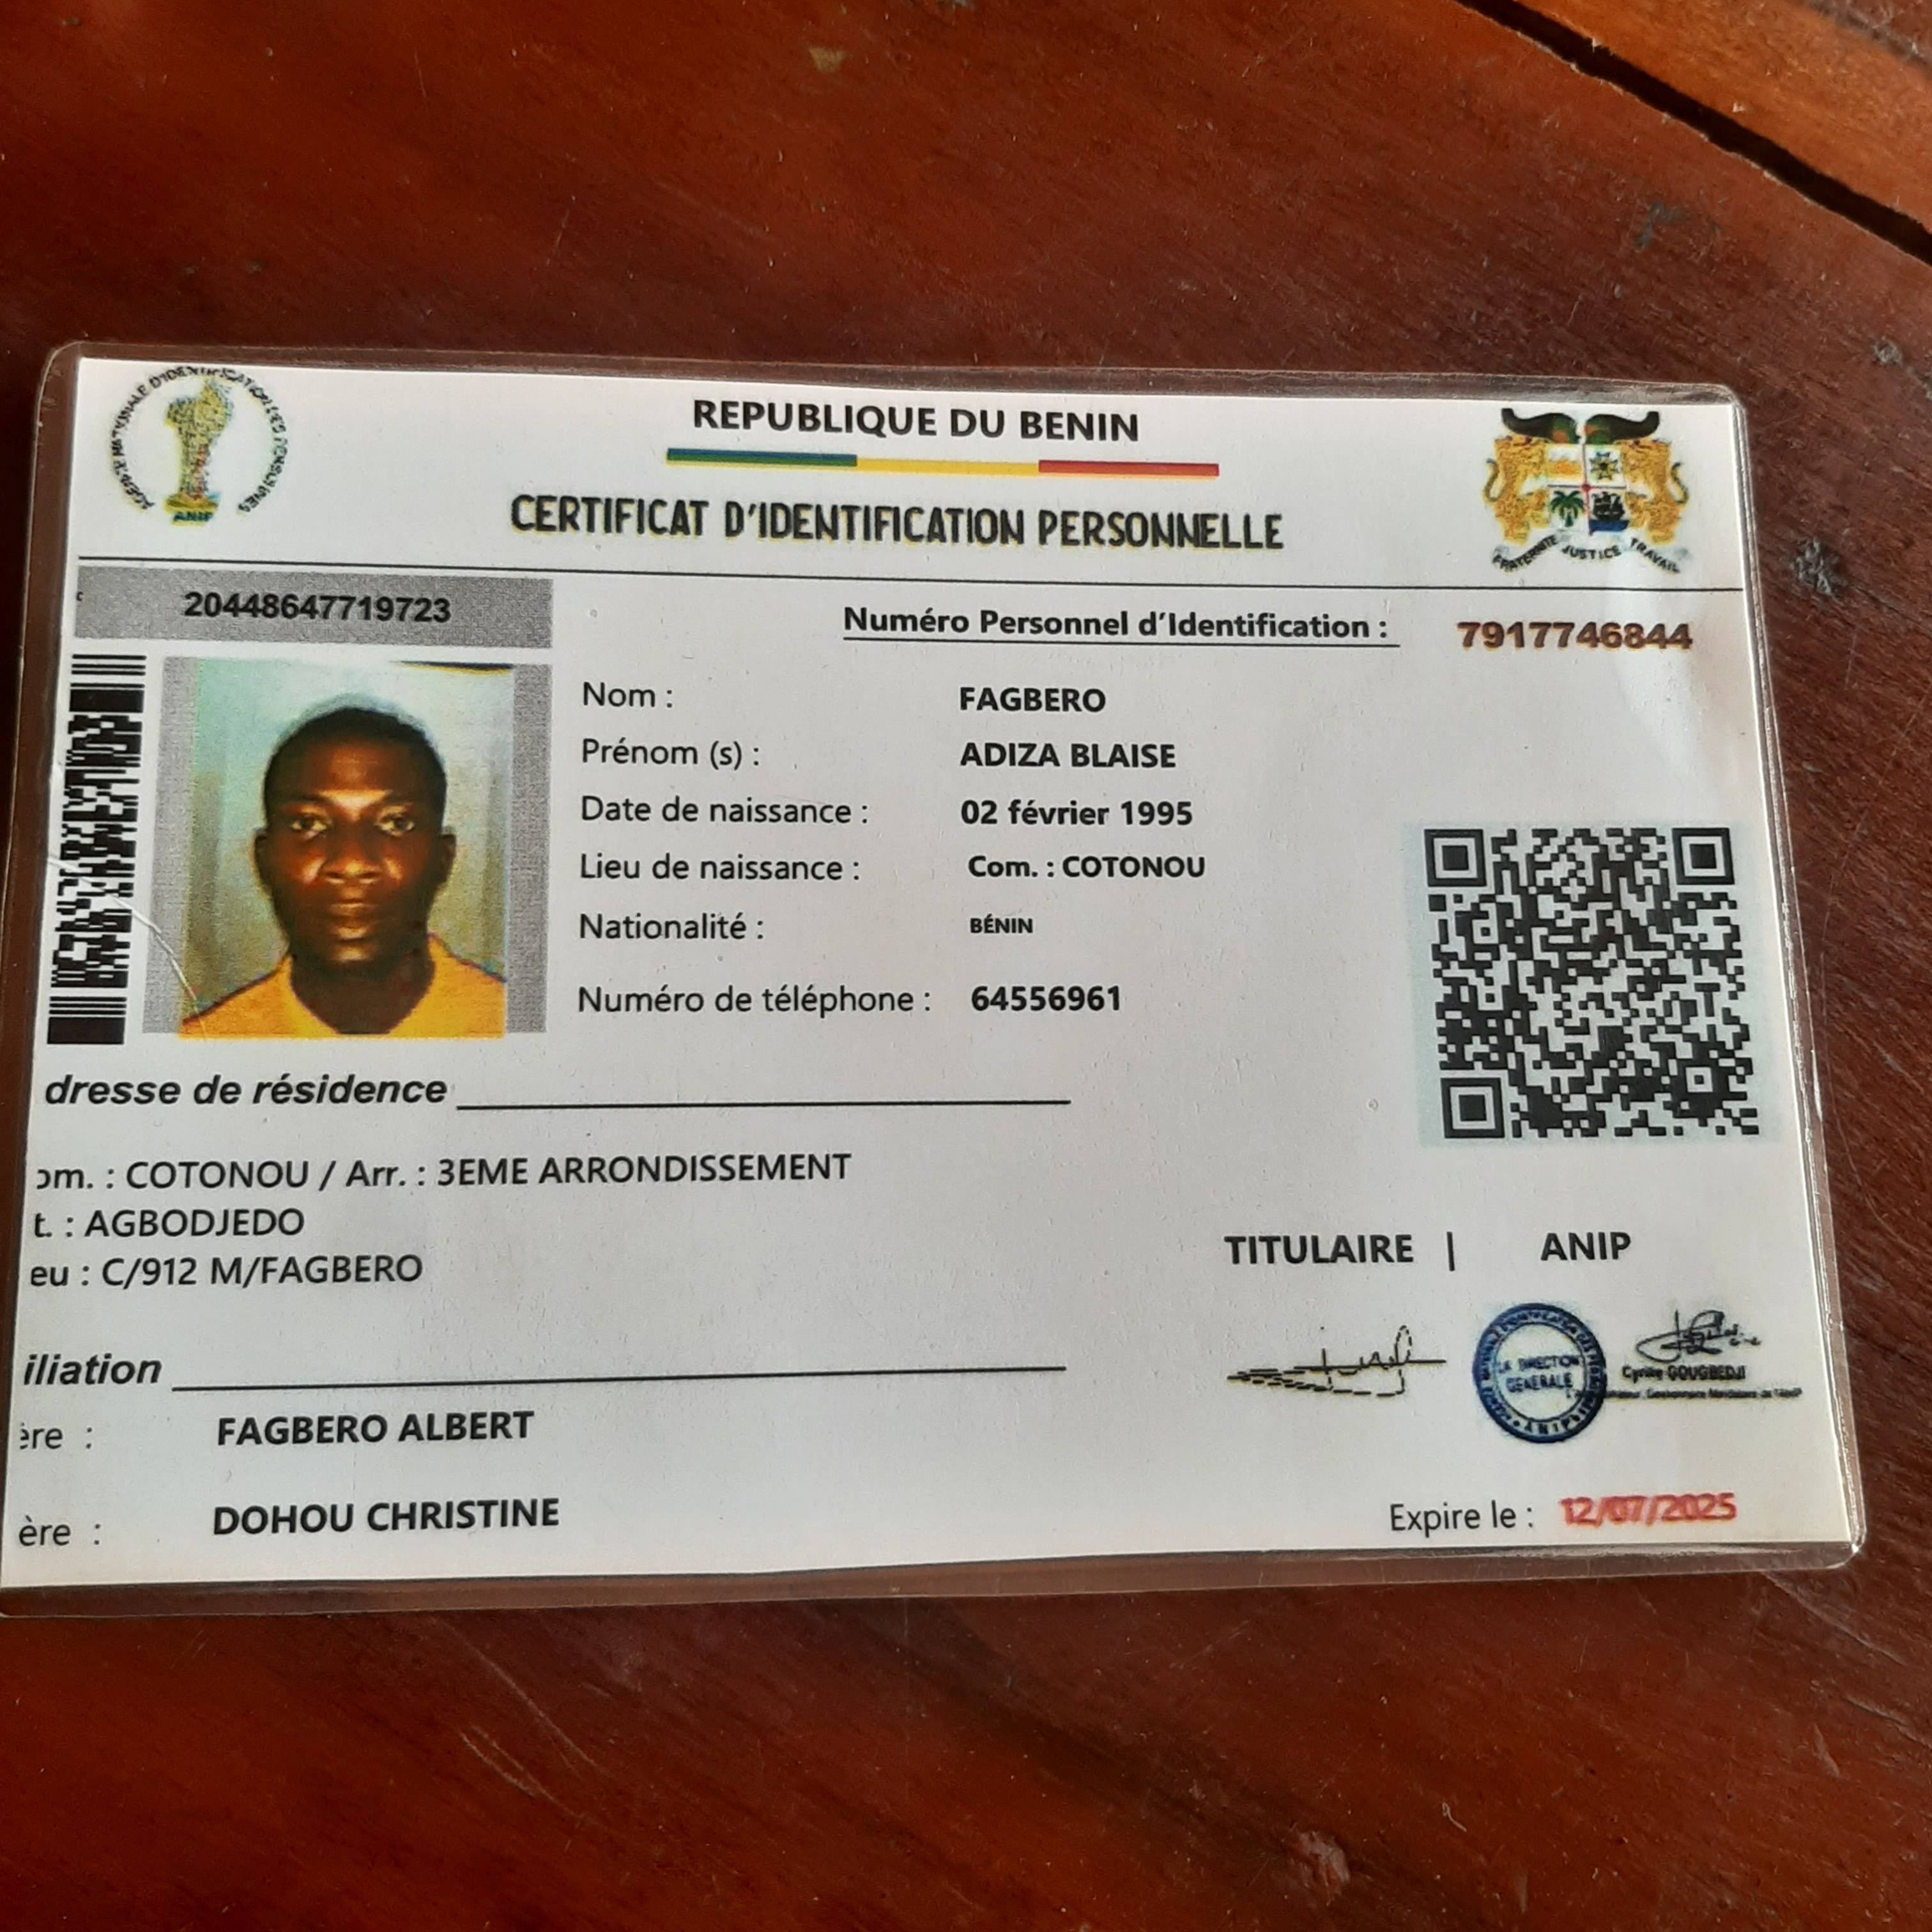 AGENCE NATIONALE D'IDENTIFICATION DES PERSONNES
ANIP
REPUBLIQUE DU BENIN
CERTIFICAT D'IDENTIFICATION PERSONNELLE
FRATERNITE JUSTICE TRAVAIL
20448647719723
Numéro Personnel d'Identification : 7917746844
Nom : FAGBERO
Prénom (s) : ADIZA BLAISE
Date de naissance : 02 février 1995
Lieu de naissance : Com. : COTONOU
Nationalité : BÉNIN
Numéro de téléphone : 64556961
dresse de résidence
om. : COTONOU / Arr. : 3EME ARRONDISSEMENT
t. : AGBODJEDO
eu : C/912 M/FAGBERO
TITULAIRE | ANIP
LA DIRECTION
GENERALE
ANIP
Cyrille GOUGBEDJI
iliation
ère : FAGBERO ALBERT
ère : DOHOU CHRISTINE
Expire le : 12/07/2025